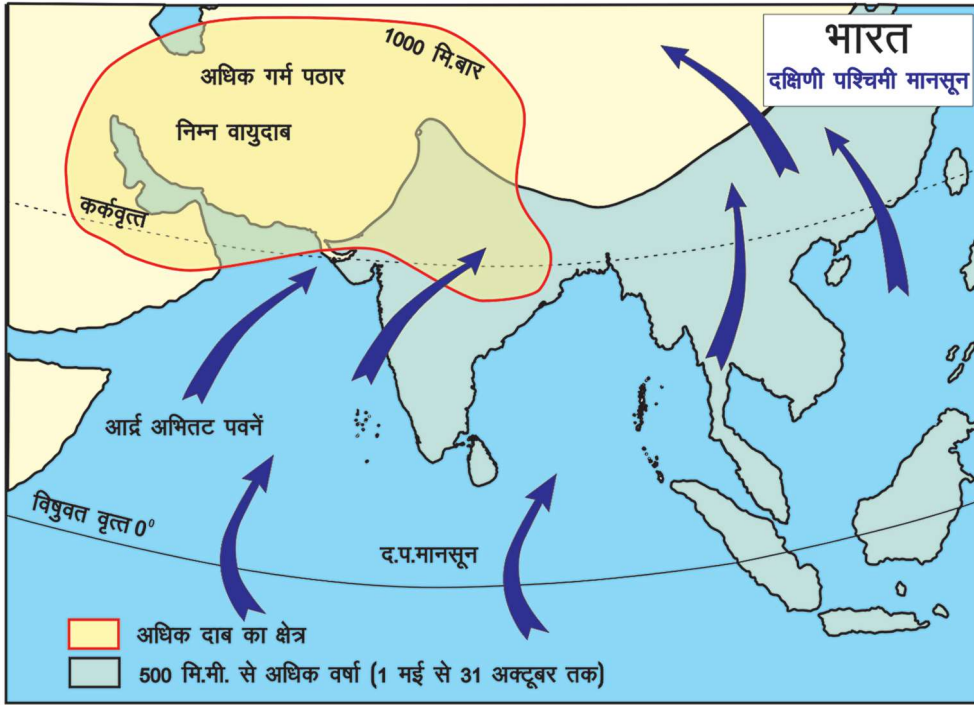 भारत
दक्षिणी पश्चिमी मानसून
1000 मि.बार
अधिक गर्म पठार
निम्न वायुदाब
कर्कवृत्त
आर्द्र अभितट पवनें
विषुवत वृत्त 0⁰
द.प.मानसून
अधिक दाब का क्षेत्र
500 मि.मी. से अधिक वर्षा (1 मई से 31 अक्टूबर तक)